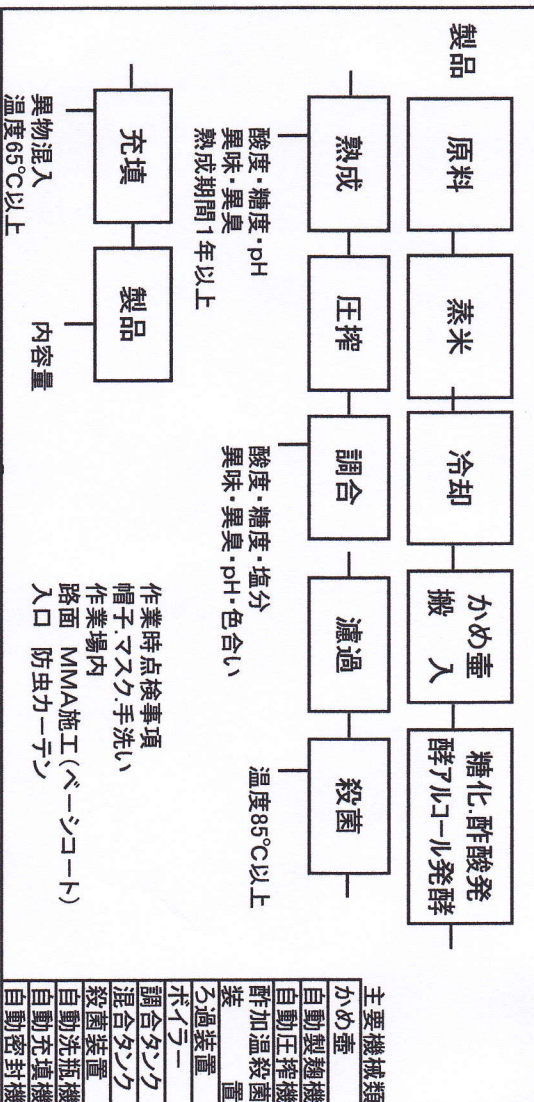 製品
原料
蒸米
冷却
かめ壷
搬 入
糖化.酢酸発
酵アルコール発酵
熟成
圧搾
調合
濾過
殺菌
酸度・糖度・pH
異味・異臭
熟成期間1年以上
酸度・糖度・塩分
異味・異臭・pH・色合い
温度85℃以上
充填
製品
異物混入
温度65℃以上
内容量
作業時点検事項
帽子.マスク.手洗い
作業場内
路面 MMA施工(ベーシコート)
入口 防虫カーテン
主要機械類
かめ壷
自動製麹機
自動圧搾機
酢加温殺菌
装 置
ろ過装置
ボイラー
調合タンク
混合タンク
殺菌装置
自動洗瓶機
自動充填機
自動密封機